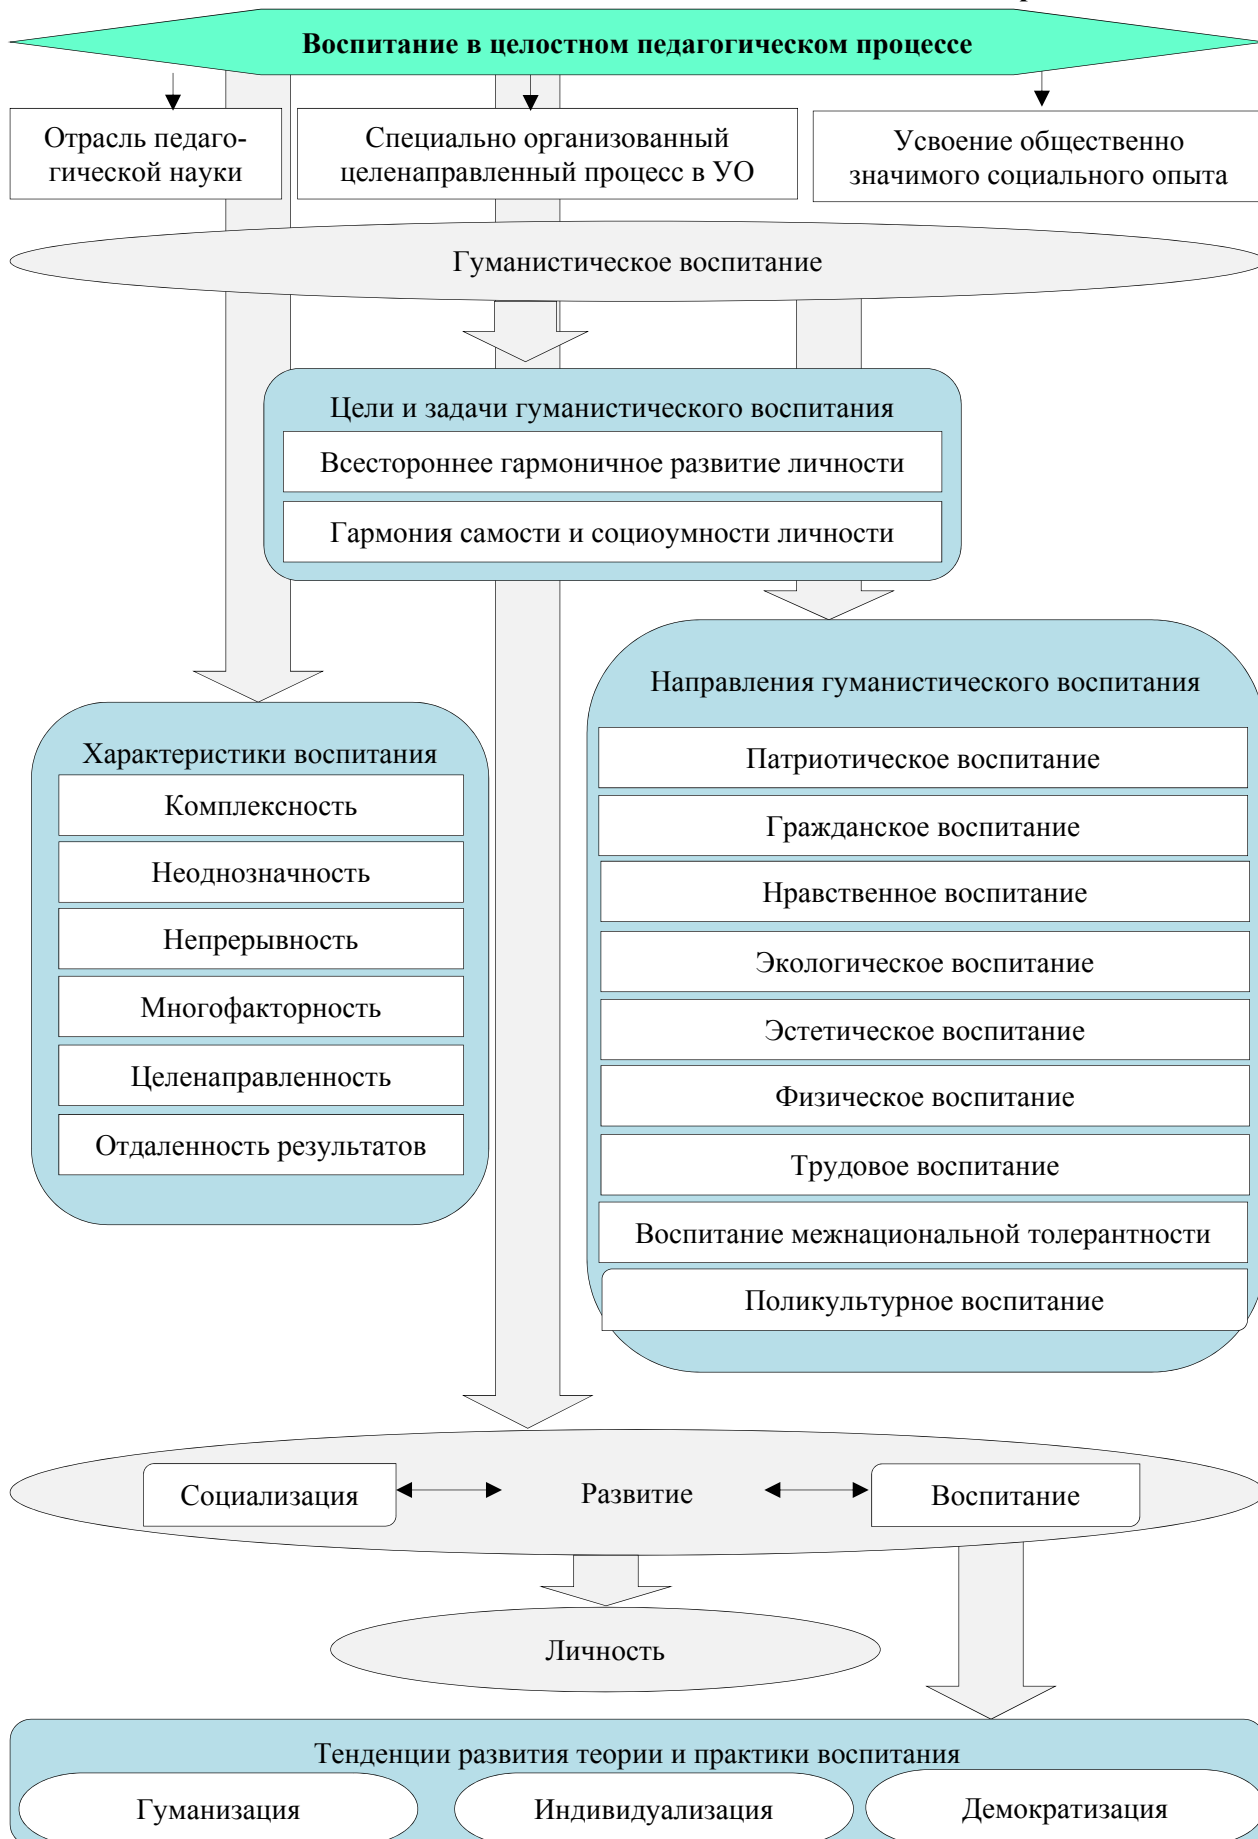 Воспитание в целостном педагогическом процессе
Отрасль педаго-
гической науки
Специально организованный
целенаправленный процесс в УО
Усвоение общественно
значимого социального опыта
Гуманистическое воспитание
Цели и задачи гуманистического воспитания
Всестороннее гармоничное развитие личности
Гармония самости и социоумности личности
Направления гуманистического воспитания
Патриотическое воспитание
Гражданское воспитание
Нравственное воспитание
Экологическое воспитание
Эстетическое воспитание
Физическое воспитание
Трудовое воспитание
Воспитание межнациональной толерантности
Поликультурное воспитание
Характеристики воспитания
Комплексность
Неоднозначность
Непрерывность
Многофакторность
Целенаправленность
Отдаленность результатов
Социализация
Развитие
Воспитание
Личность
Тенденции развития теории и практики воспитания
Гуманизация
Индивидуализация
Демократизация